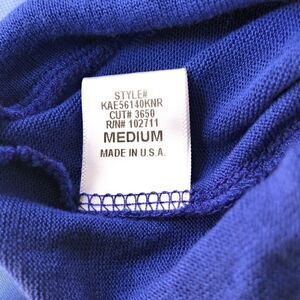 STYLE#
KAE56140KNR
CUT# 3650
R/N# 102711
MEDIUM
MADE IN U.S.A.